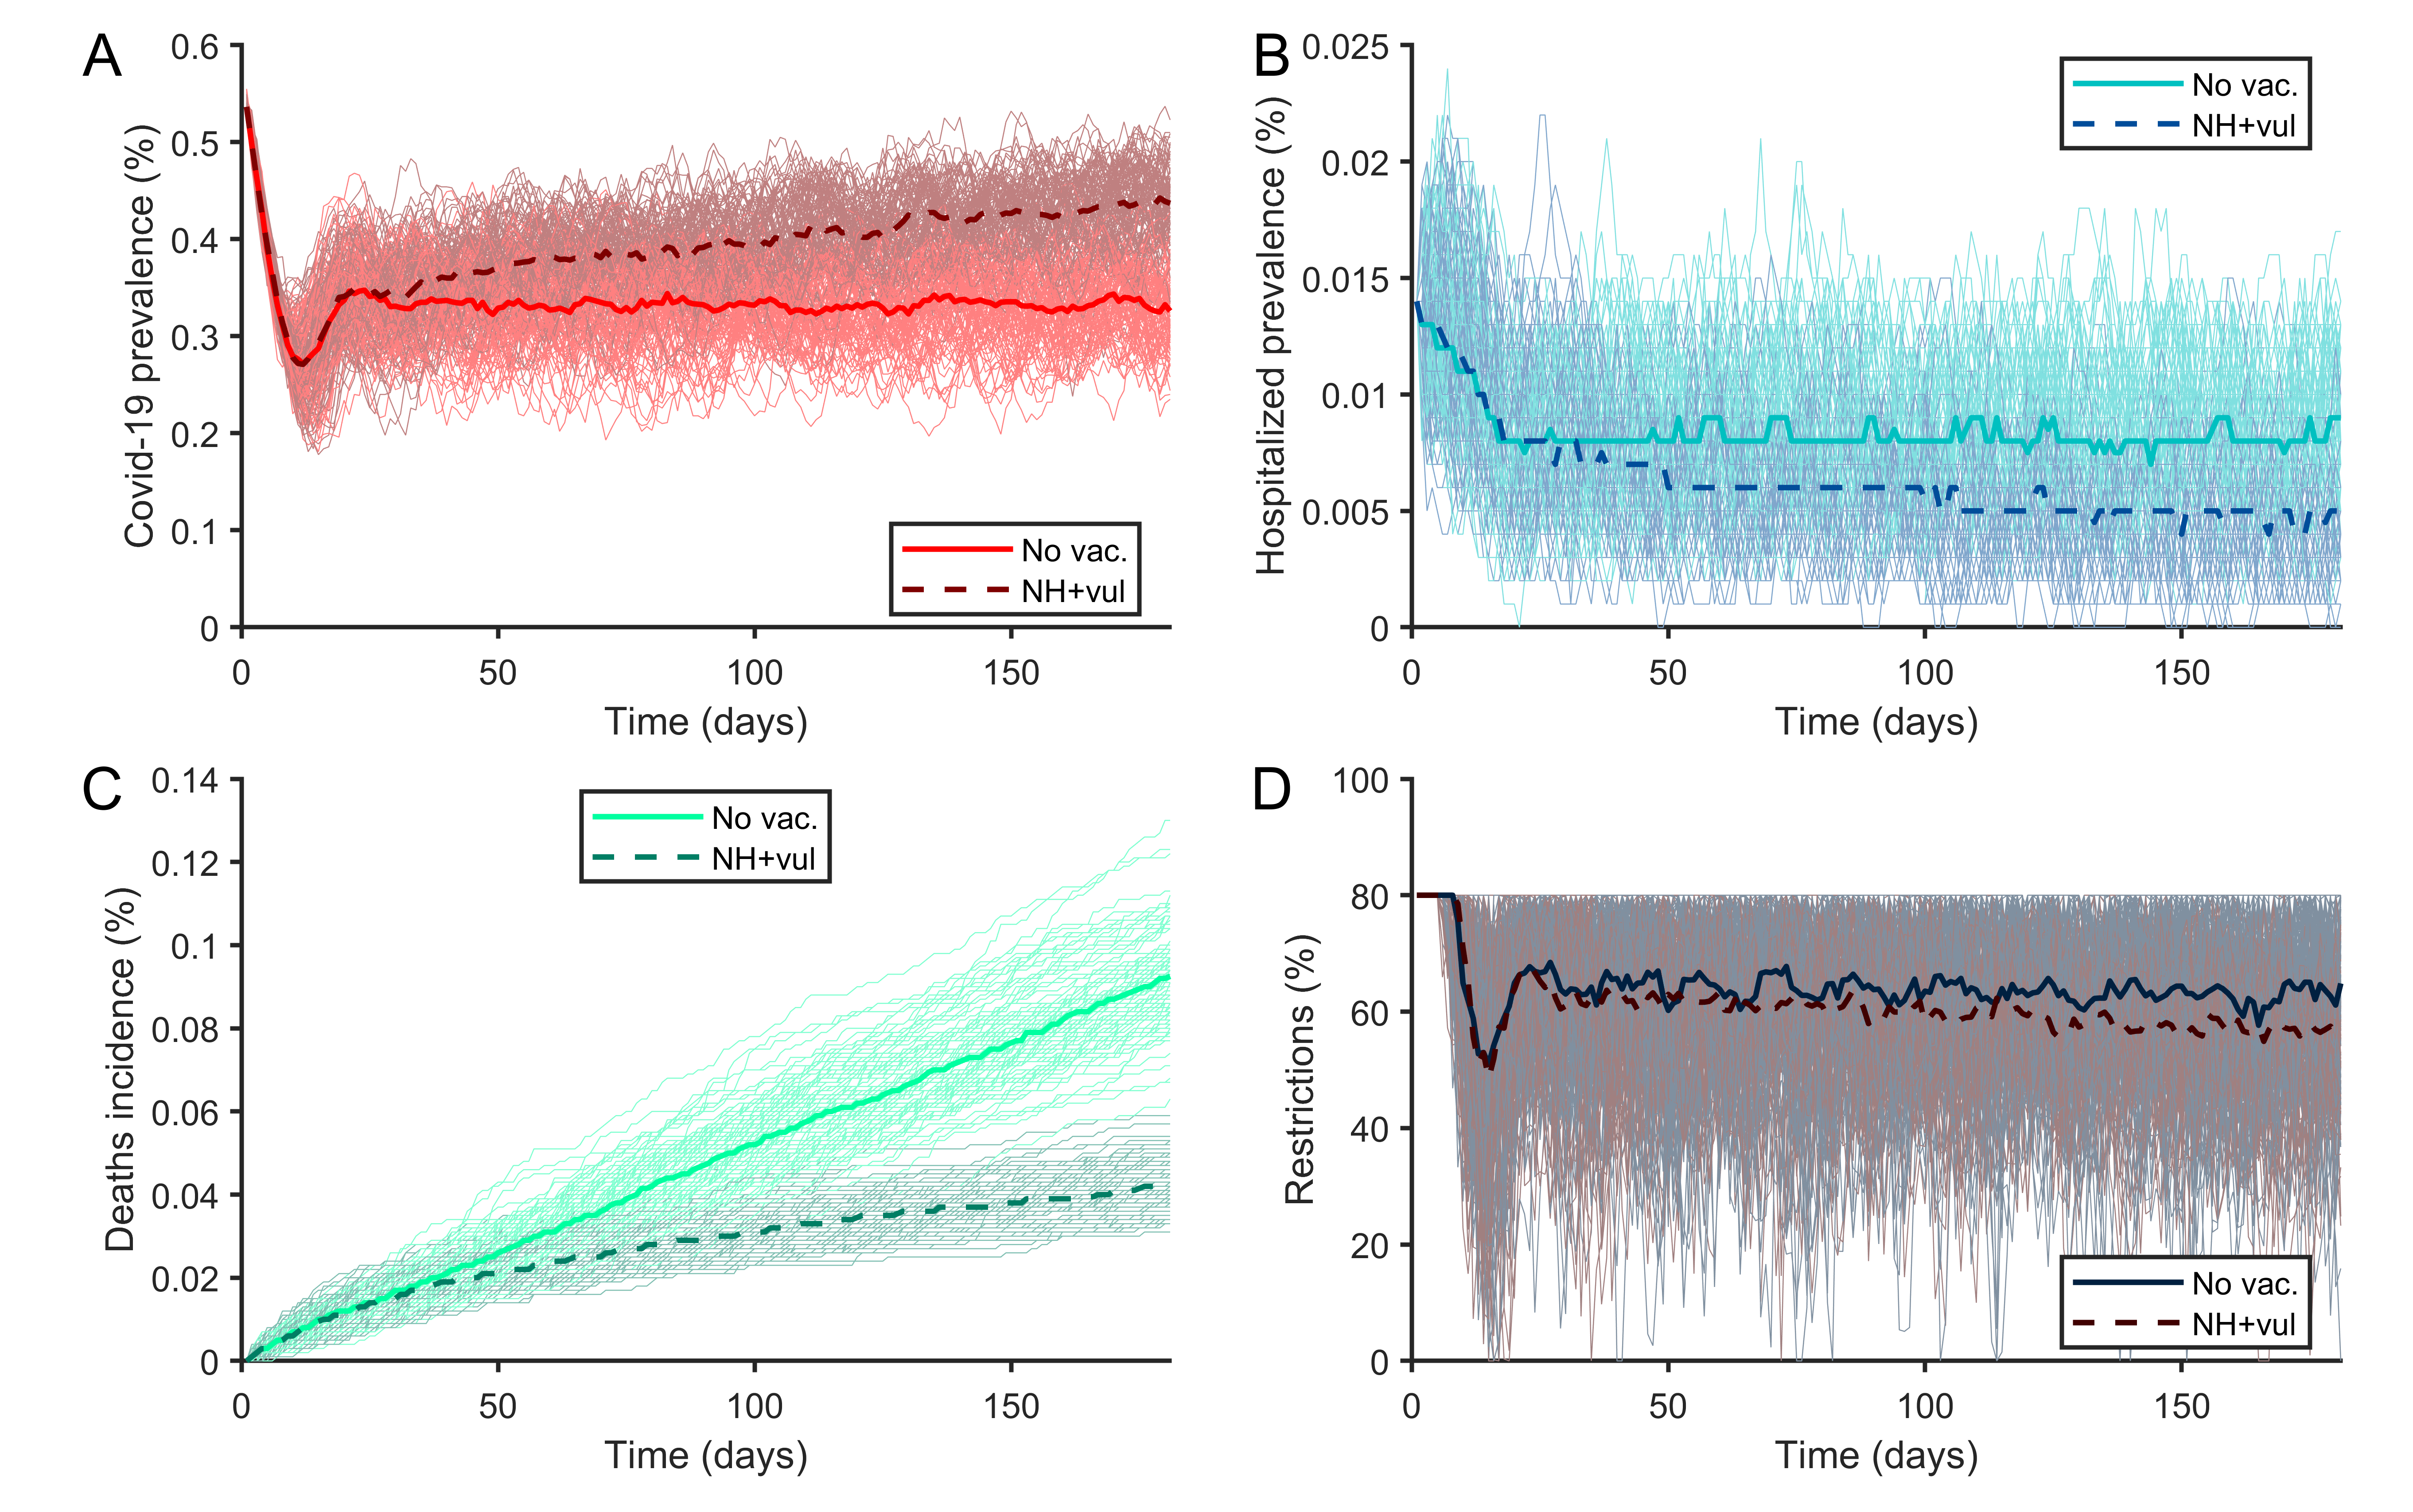 A
Covid-19 prevalence (%)
0.6
0.5
0.4
0.3
0.2
0.1
0
No vac.
NH+vul
0 50 100 150
Time (days)
B
Hospitalized prevalence (%)
0.025
0.02
0.015
0.01
0.005
0
No vac.
NH+vul
0 50 100 150
Time (days)
C
Deaths incidence (%)
0.14
0.12
0.1
0.08
0.06
0.04
0.02
0
No vac.
NH+vul
0 50 100 150
Time (days)
D
Restrictions (%)
100
80
60
40
20
0
No vac.
NH+vul
0 50 100 150
Time (days)